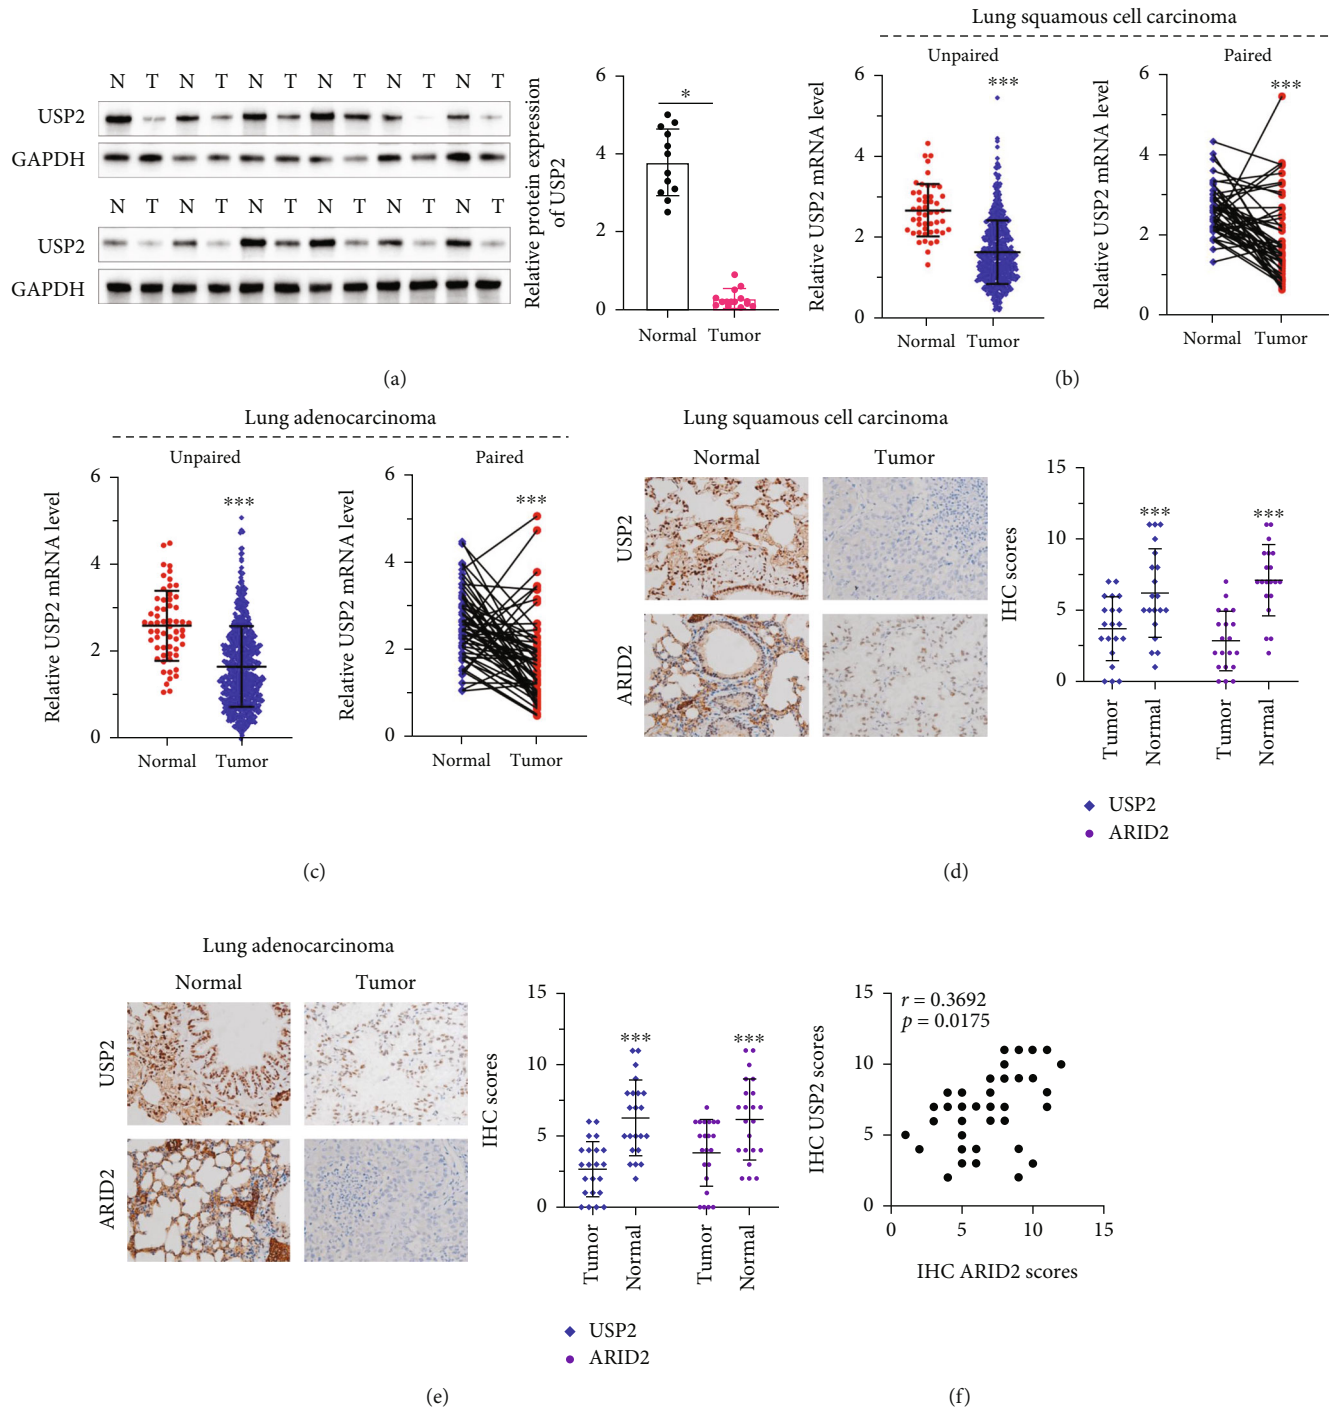 N T N T N T N T N T N T
USP2
GAPDH
N T N T N T N T N T N T
USP2
GAPDH
Relative protein expression
of USP2
6
4
2
0
*
Normal Tumor
(a)
Lung squamous cell carcinoma
Unpaired
Relative USP2 mRNA level
6
4
2
0
***
Normal Tumor
Paired
Relative USP2 mRNA level
6
4
2
0
***
Normal Tumor
(b)
Lung adenocarcinoma
Unpaired
Relative USP2 mRNA level
6
4
2
0
***
Normal Tumor
Paired
Relative USP2 mRNA level
6
4
2
0
***
Normal Tumor
(c)
Lung squamous cell carcinoma
Normal Tumor
USP2
ARID2
IHC scores
15
10
5
0
*** ***
Tumor Normal Tumor Normal
USP2
ARID2
(d)
Lung adenocarcinoma
Normal Tumor
USP2
ARID2
IHC scores
15
10
5
0
*** ***
Tumor Normal Tumor Normal
USP2
ARID2
(e)
IHC USP2 scores
15
10
5
0
r = 0.3692
p = 0.0175
0 5 10 15
IHC ARID2 scores
(f)